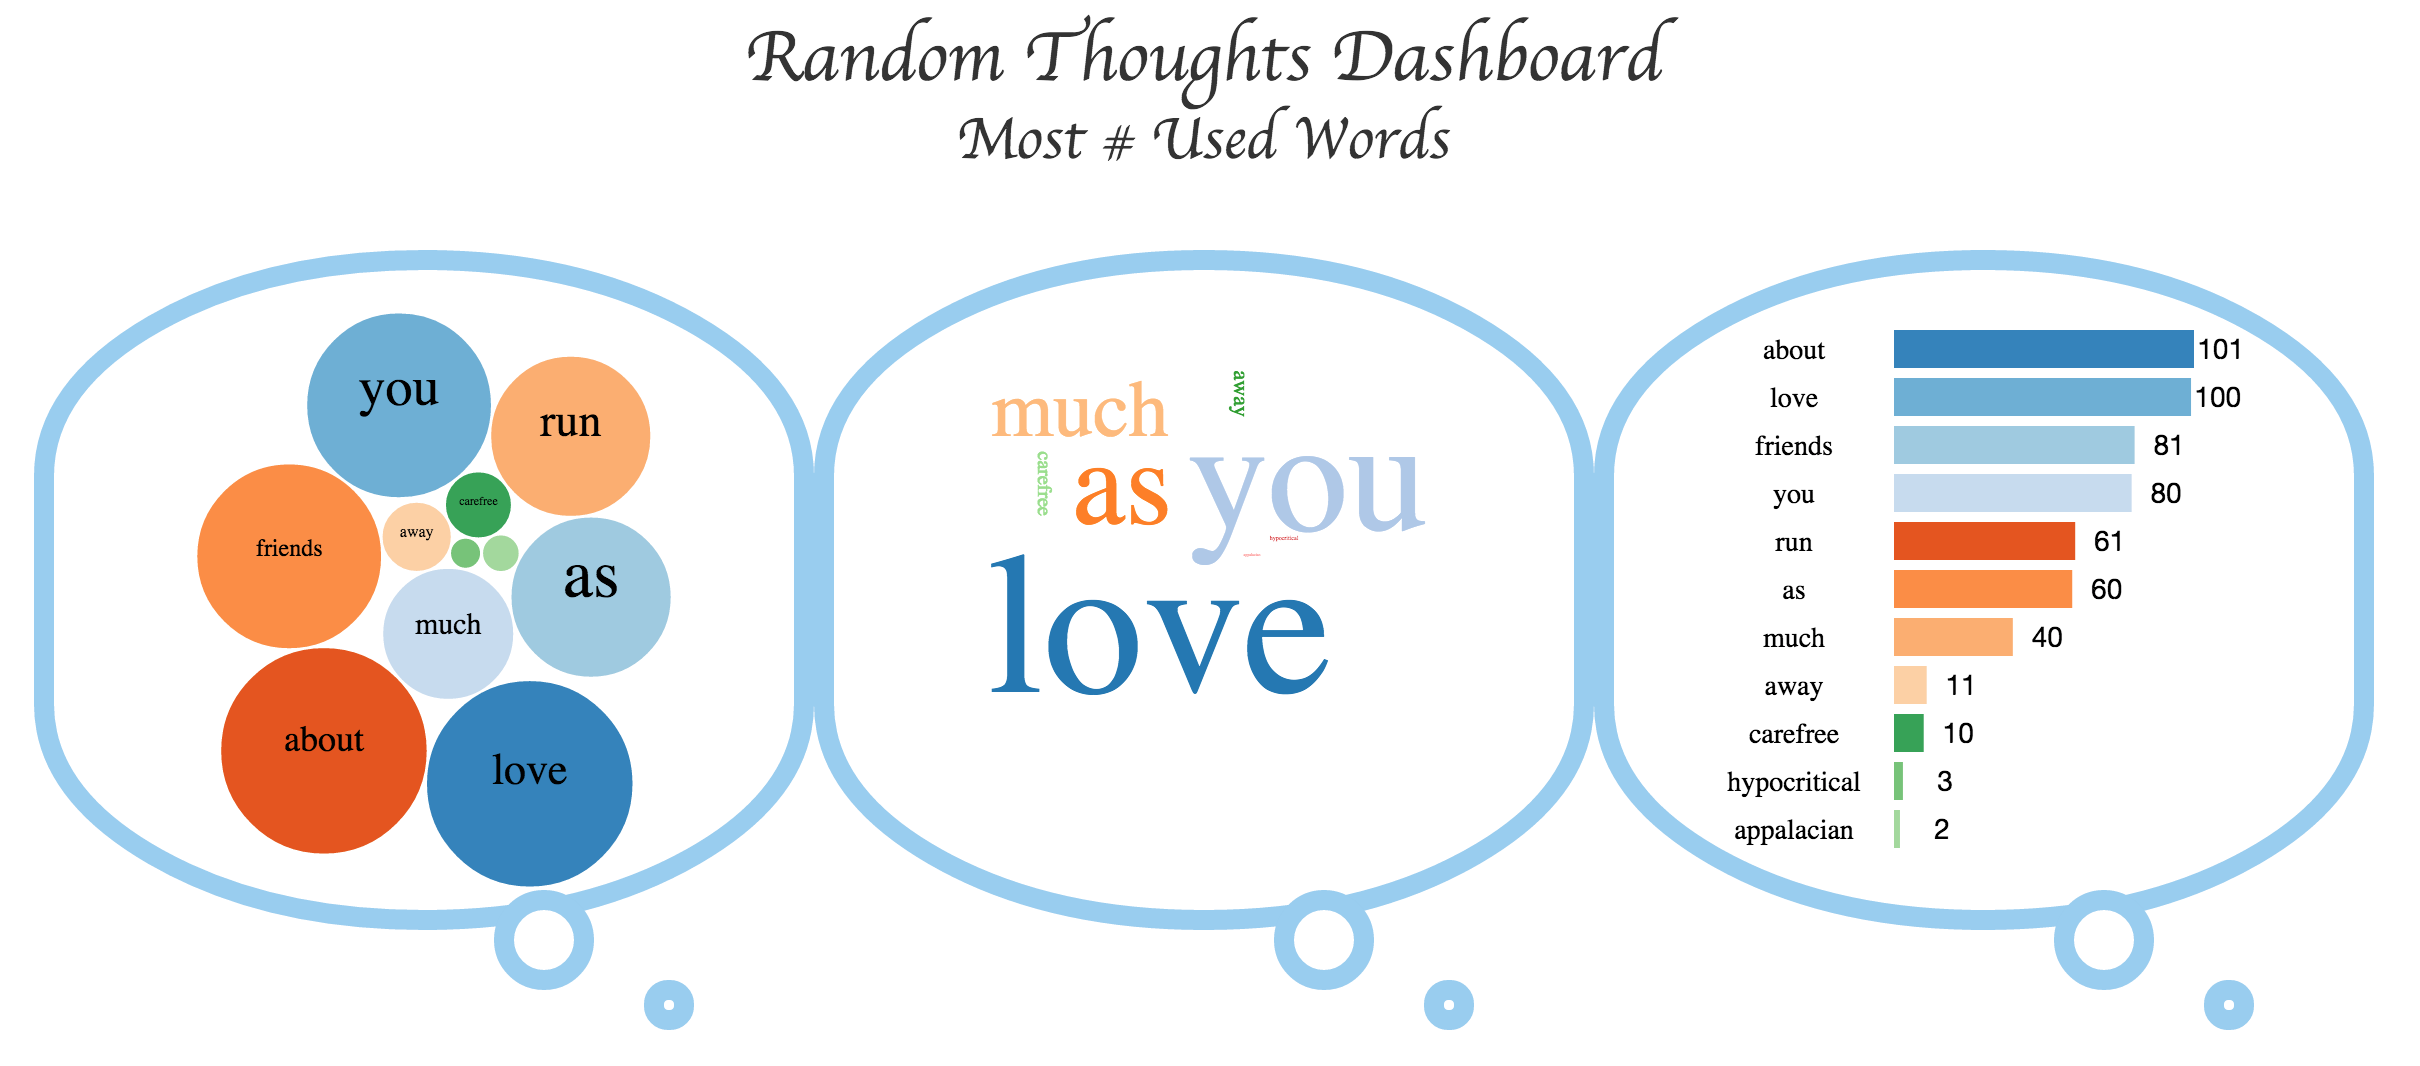 Random Thoughts Dashboard
Most # Used Words
you
run
carefree
away
friends
as
much
about
love
much
away
carefree
as
you
hypocritical
love
about 101
love 100
friends 81
you 80
run 61
as 60
much 40
away 11
carefree 10
hypocritical 3
appalacian 2